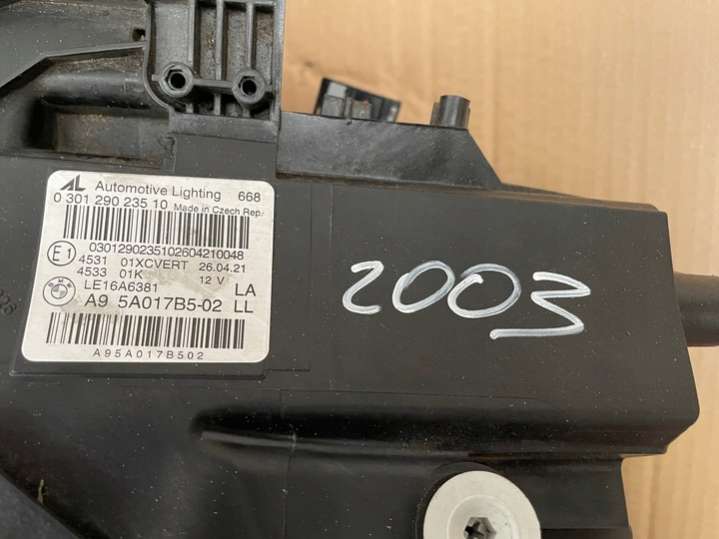 AL Automotive Lighting 668
0 301 290 235 10 Made in Czech Rep.
0301290235102604210048
E1 4531 01XCVERT 26.04.21
4533 01K 12 V
LE16A6381 LA
A9 5A017B5-02 LL
A95A017B502
2003